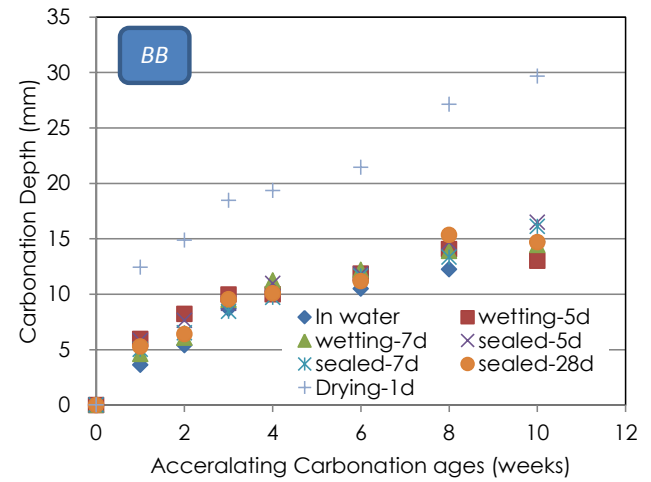 35
BB
30
25
20
15
10
5
0
Carbonation Depth (mm)
In water
wetting-5d
wetting-7d
sealed-5d
sealed-7d
sealed-28d
Drying-1d
0 2 4 6 8 10 12
Acceralating Carbonation ages (weeks)